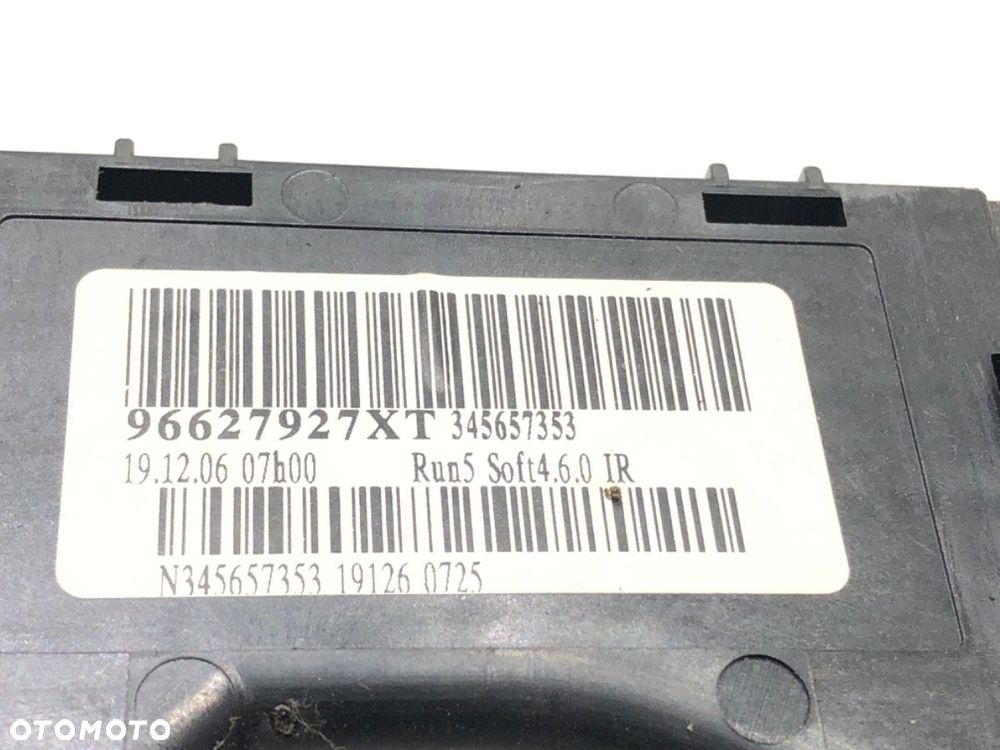 96627927XT 345657353
19.12.06 07h00 Run5 Soft4.6.0 IR
N345657353 19126 0725
OTOMOTO